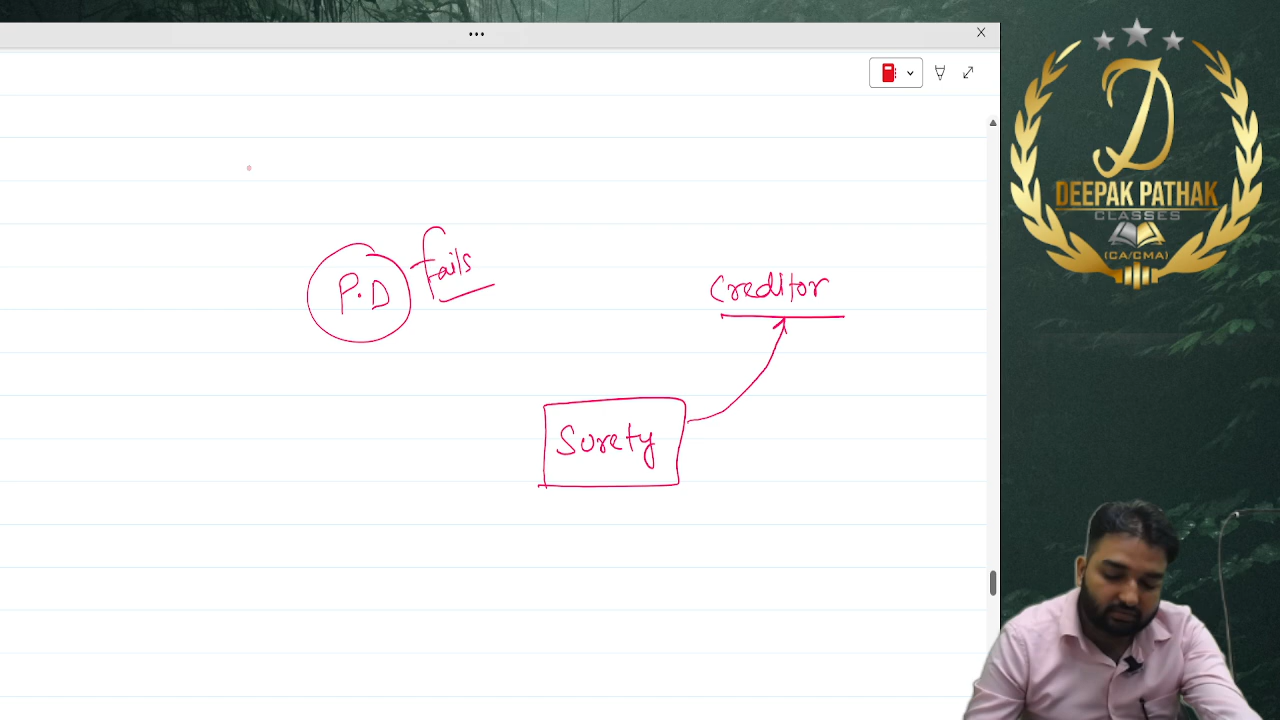 P.D fails
Creditor
Surety
D
DEEPAK PATHAK
CLASSES
(CA/CMA)